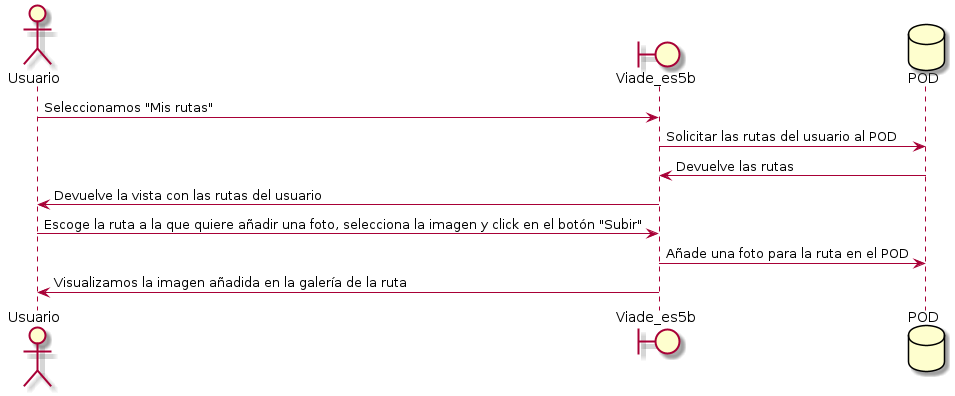 Usuario
Viade_es5b
POD
Seleccionamos "Mis rutas"
Solicitar las rutas del usuario al POD
Devuelve las rutas
Devuelve la vista con las rutas del usuario
Escoge la ruta a la que quiere añadir una foto, selecciona la imagen y click en el botón "Subir"
Añade una foto para la ruta en el POD
Visualizamos la imagen añadida en la galería de la ruta
Usuario
Viade_es5b
POD